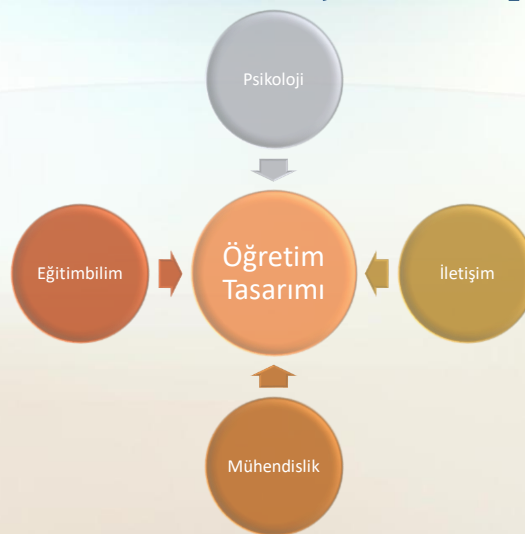 Psikoloji
Eğitimbilim
Öğretim
Tasarımı
İletişim
Mühendislik